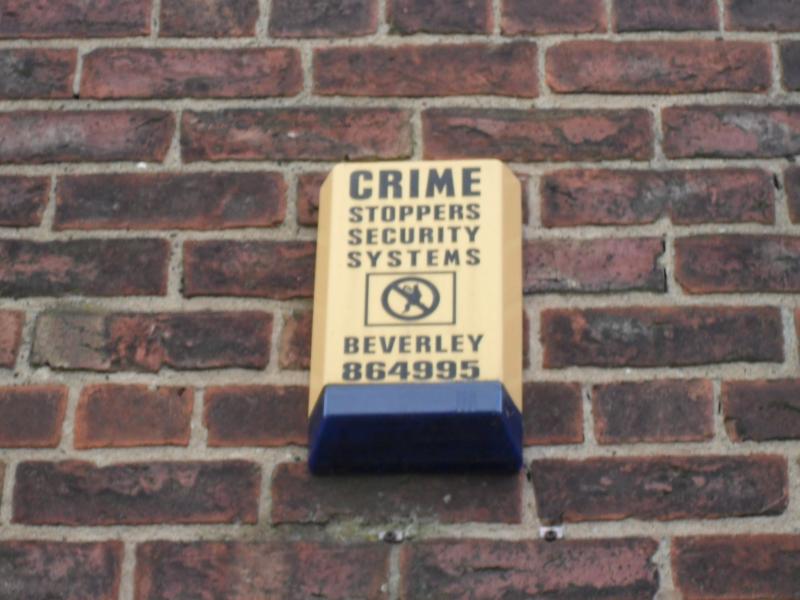 CRIME
STOPPERS
SECURITY
SYSTEMS
BEVERLEY
864995